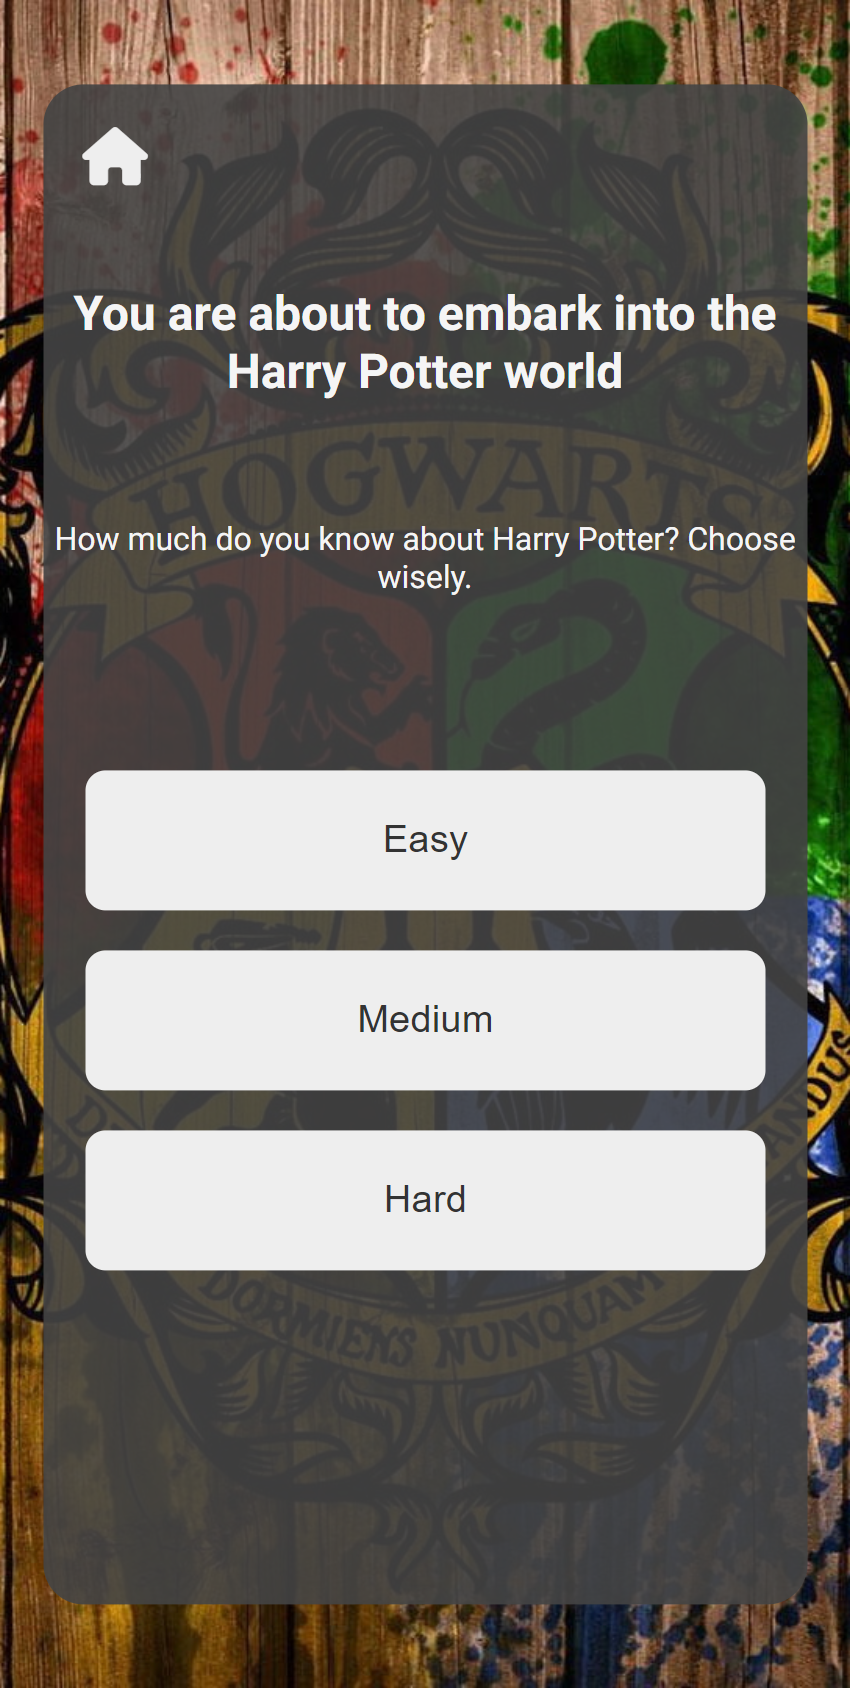 You are about to embark into the
Harry Potter world
HOGWARTS
How much do you know about Harry Potter? Choose
wisely.
Easy
Medium
Hard
ANDUS
DORMIENS NUNQUAM